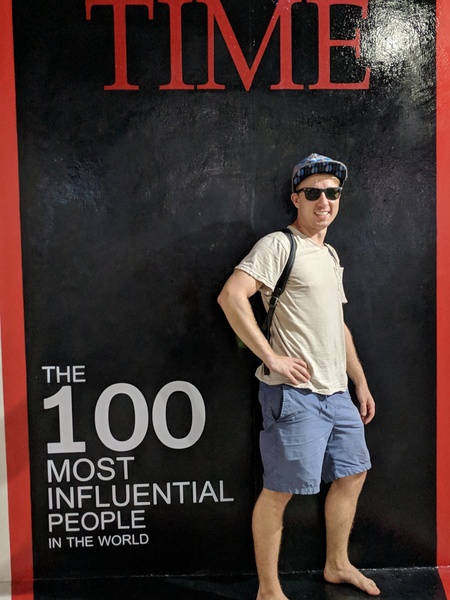 TIME
THE
100
MOST
INFLUENTIAL
PEOPLE
IN THE WORLD